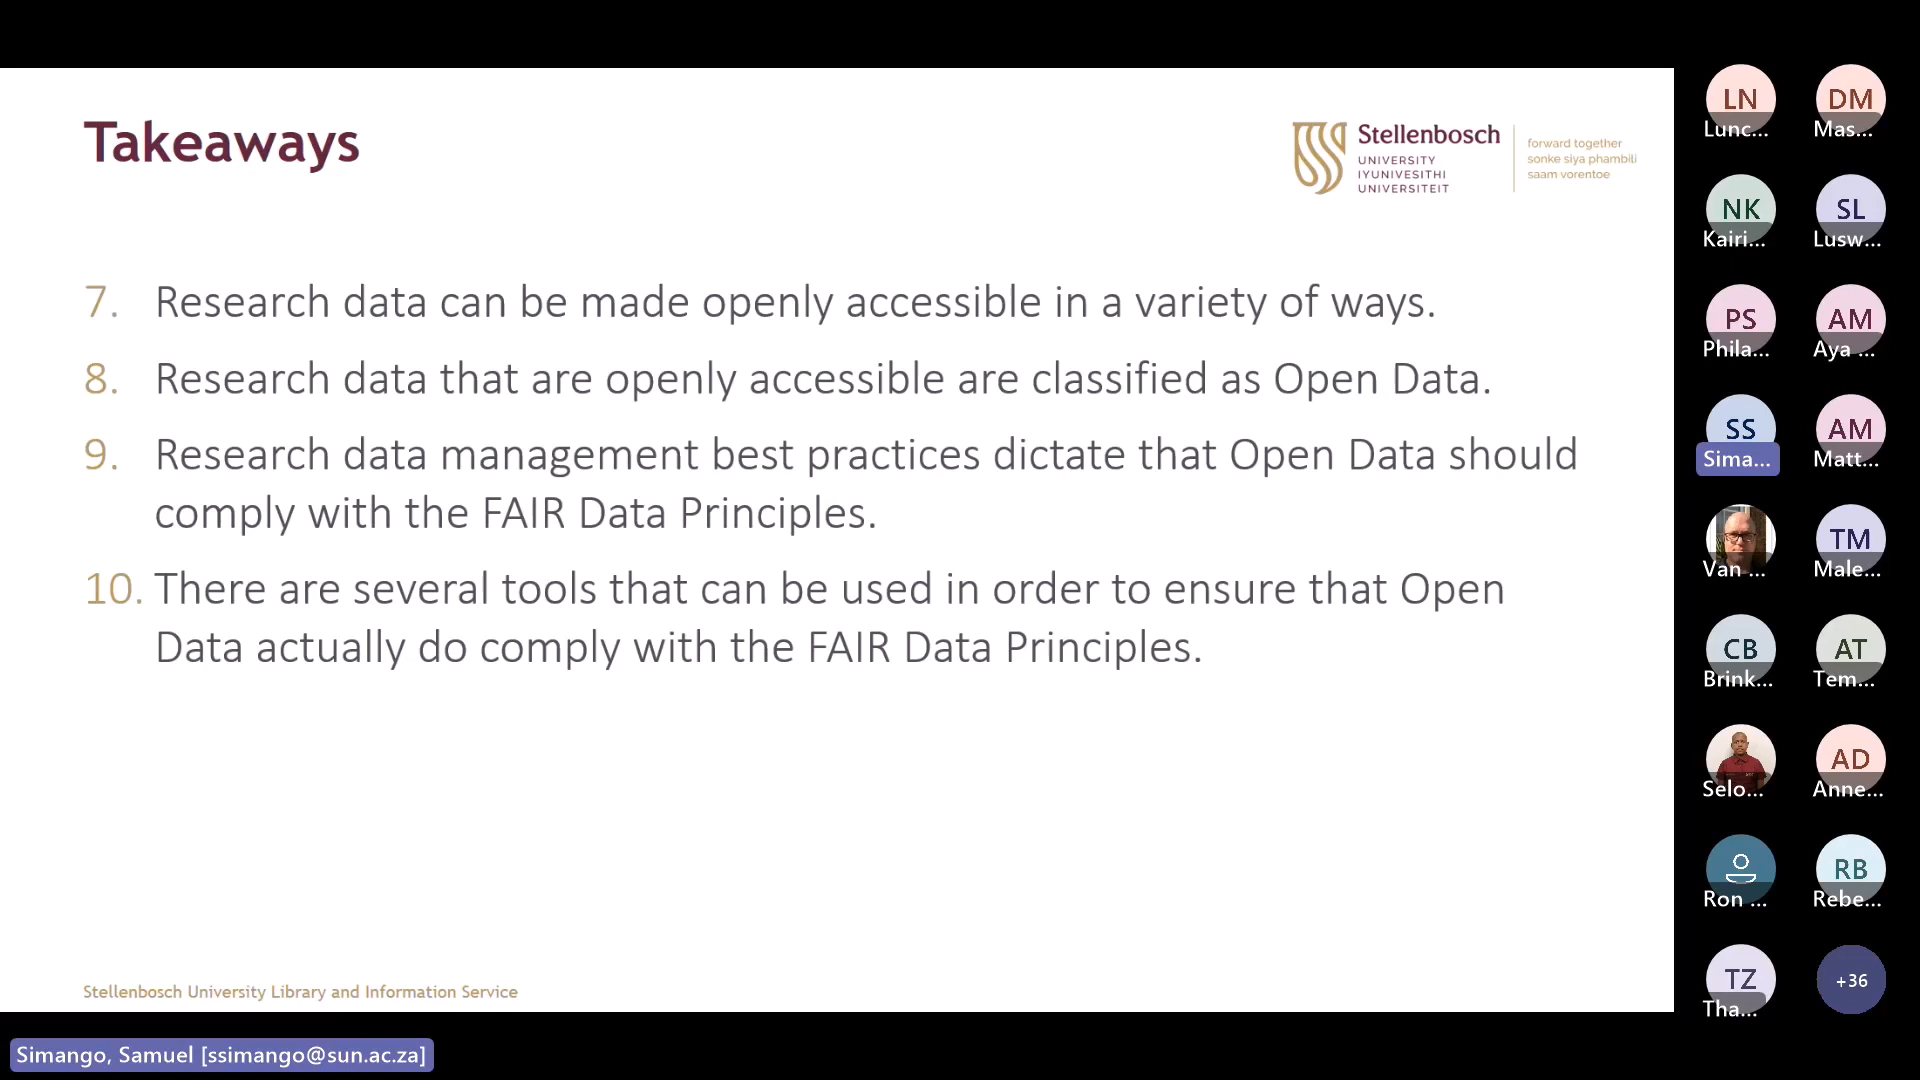 Takeaways
Stellenbosch
UNIVERSITY
IYUNIVESITHI
UNIVERSITEIT
forward together
sonke siya phambili
saam vorentoe
7. Research data can be made openly accessible in a variety of ways.
8. Research data that are openly accessible are classified as Open Data.
9. Research data management best practices dictate that Open Data should
comply with the FAIR Data Principles.
10. There are several tools that can be used in order to ensure that Open
Data actually do comply with the FAIR Data Principles.
Stellenbosch University Library and Information Service
Simango, Samuel [ssimango@sun.ac.za]
LN
Lunc...
DM
Mas...
NK
Kairi...
SL
Lusw...
PS
Phila...
AM
Aya ...
SS
Sima...
AM
Matt...
Van ...
TM
Male...
CB
Brink...
AT
Tem...
Selo...
AD
Anne...
Ron ...
RB
Rebe...
TZ
Tha...
+36